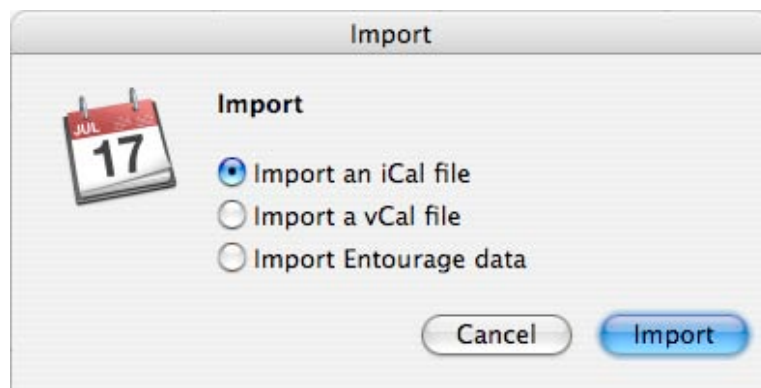 Import
Import
JUL
17
Import an iCal file
Import a vCal file
Import Entourage data
Cancel Import